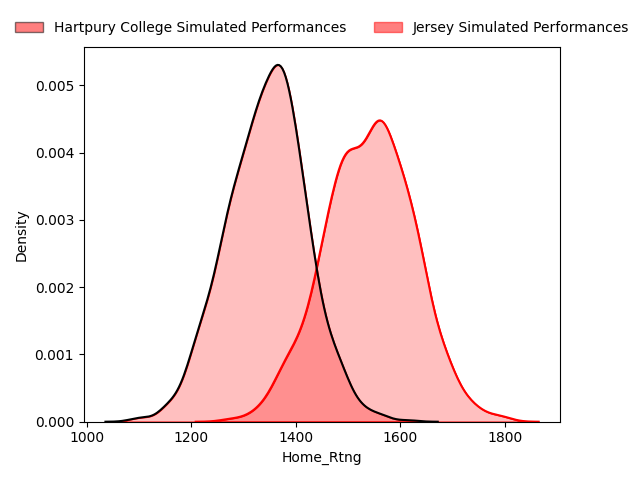 Hartpury College Simulated Performances
Jersey Simulated Performances
0.005
0.004
0.003
0.002
0.001
0.000
Density
1000 1200 1400 1600 1800
Home_Rtng